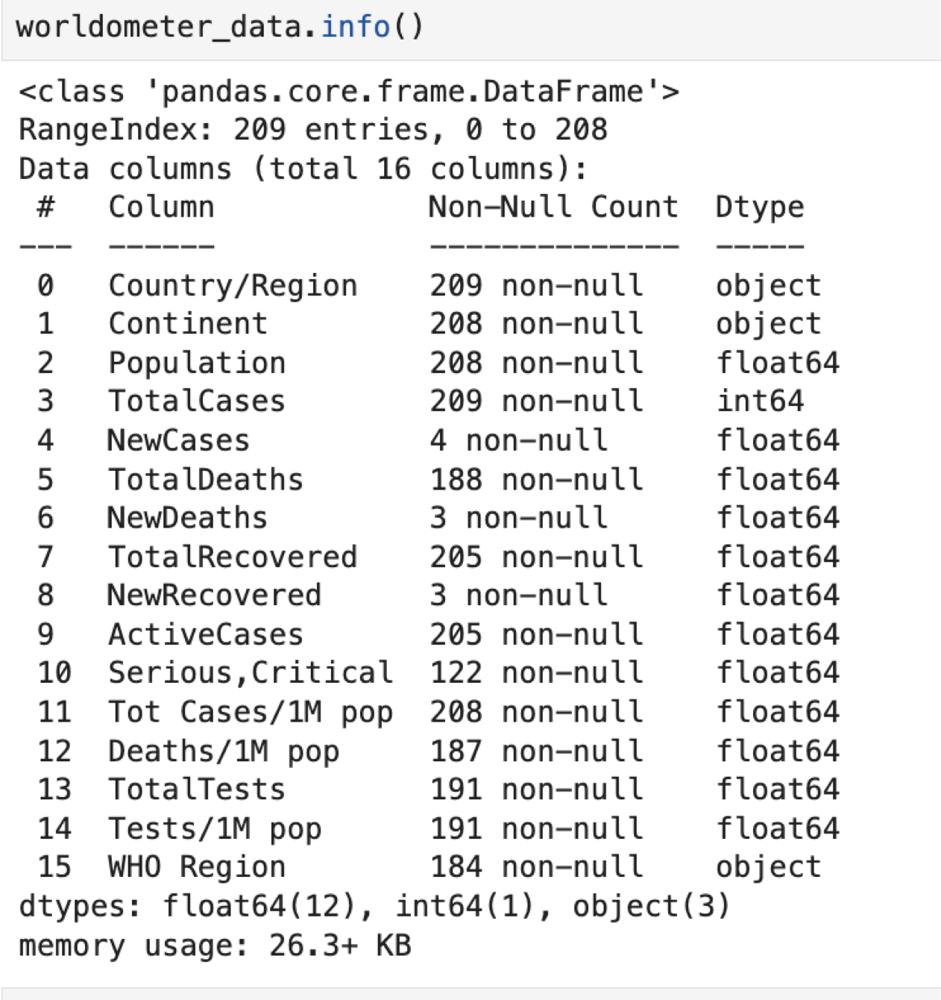 worldometer_data.info()
<class 'pandas.core.frame.DataFrame'>
RangeIndex: 209 entries, 0 to 208
Data columns (total 16 columns):
 #   Column            Non-Null Count  Dtype
---  ------            --------------  -----
 0   Country/Region    209 non-null    object
 1   Continent         208 non-null    object
 2   Population        208 non-null    float64
 3   TotalCases        209 non-null    int64
 4   NewCases          4 non-null      float64
 5   TotalDeaths       188 non-null    float64
 6   NewDeaths         3 non-null      float64
 7   TotalRecovered    205 non-null    float64
 8   NewRecovered      3 non-null      float64
 9   ActiveCases       205 non-null    float64
 10  Serious,Critical  122 non-null    float64
 11  Tot Cases/1M pop  208 non-null    float64
 12  Deaths/1M pop     187 non-null    float64
 13  TotalTests        191 non-null    float64
 14  Tests/1M pop      191 non-null    float64
 15  WHO Region        184 non-null    object
dtypes: float64(12), int64(1), object(3)
memory usage: 26.3+ KB